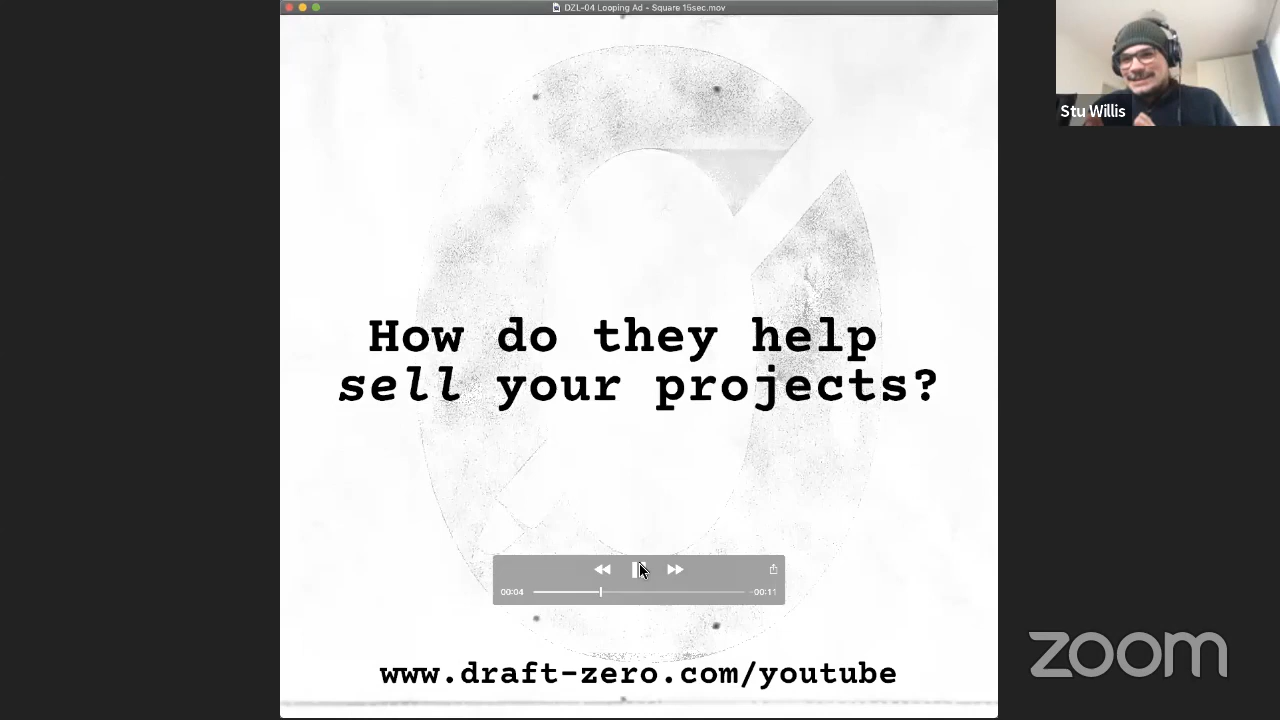 DZL-04 Looping Ad - Square 15sec.mov
Stu Willis
How do they help
sell your projects?
00:04
-00:11
www.draft-zero.com/youtube
zoom